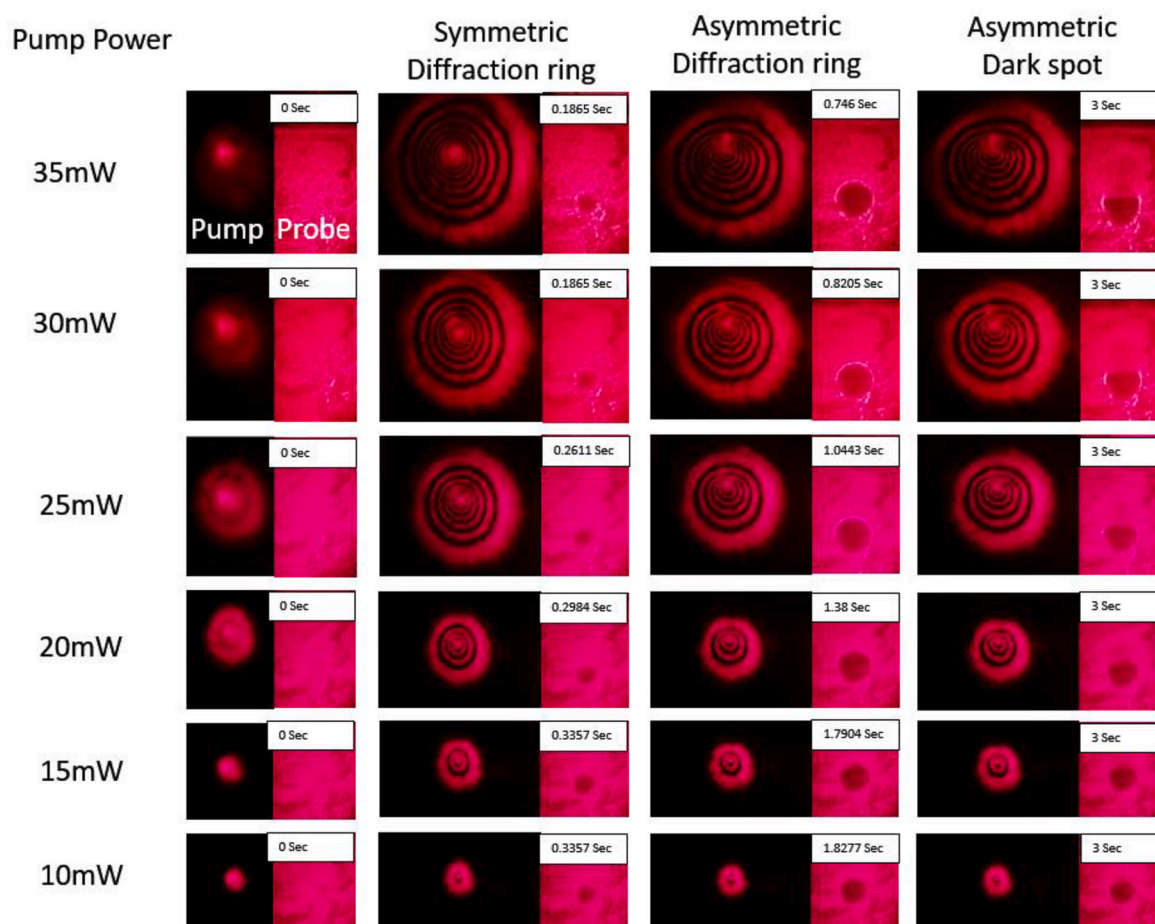 Pump Power
Symmetric
Diffraction ring
Asymmetric
Diffraction ring
Asymmetric
Dark spot
35mW
0 Sec
0.1865 Sec
0.746 Sec
3 Sec
Pump Probe
30mW
0 Sec
0.1865 Sec
0.8205 Sec
3 Sec
25mW
0 Sec
0.2611 Sec
1.0443 Sec
3 Sec
20mW
0 Sec
0.2984 Sec
1.38 Sec
3 Sec
15mW
0 Sec
0.3357 Sec
1.7904 Sec
3 Sec
10mW
0 Sec
0.3357 Sec
1.8277 Sec
3 Sec